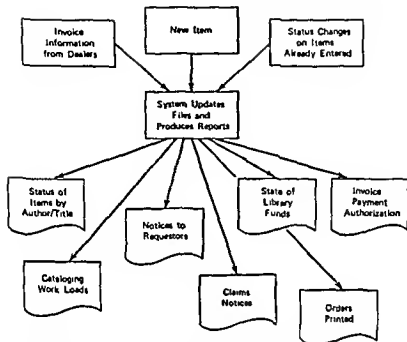 Invoice
Information
from Dealers
New Item
Status Changes
on Items
Already Entered
System Updates
Files and
Produces Reports
Status of
Items by
Author/Title
Notices to
Requestors
State of
Library
Funds
Invoice
Payment
Authorization
Cataloging
Work Loads
Claims
Notices
Orders
Printed